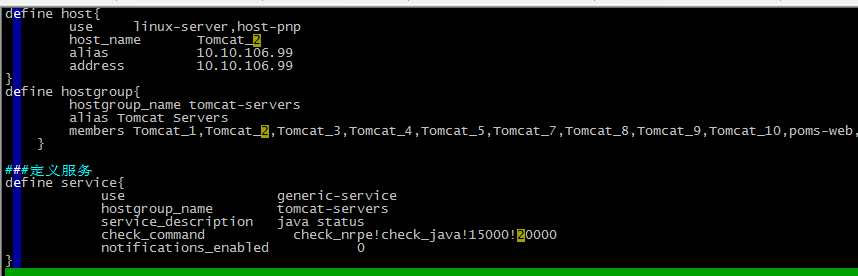 define host{
use linux-server,host-pnp
host_name Tomcat_2
alias 10.10.106.99
address 10.10.106.99
}
define hostgroup{
hostgroup_name tomcat-servers
alias Tomcat Servers
members Tomcat_1,Tomcat_2,Tomcat_3,Tomcat_4,Tomcat_5,Tomcat_7,Tomcat_8,Tomcat_9,Tomcat_10,poms-web,
}
###定义服务
define service{
use generic-service
hostgroup_name tomcat-servers
service_description java status
check_command check_nrpe!check_java!15000!20000
notifications_enabled 0
}